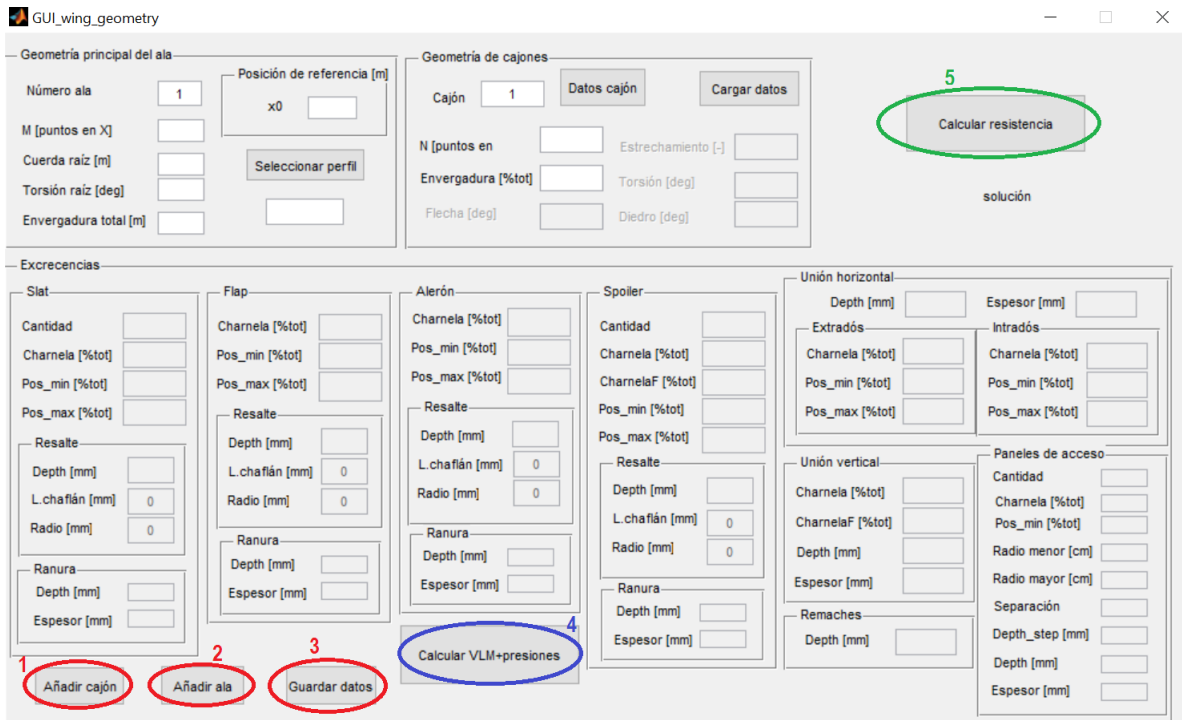 GUI_wing_geometry
Geometría principal del ala
Número ala 1
M [puntos en X]
Cuerda raíz [m]
Torsión raíz [deg]
Envergadura total [m]
Posición de referencia [m]
x0
Seleccionar perfil
Geometría de cajones
Cajón 1 Datos cajón Cargar datos
N [puntos en
Envergadura [%tot]
Flecha [deg]
Estrechamiento [-]
Torsión [deg]
Diedro [deg]
5
Calcular resistencia
solución
Excrecencias
Slat
Cantidad
Charnela [%tot]
Pos_min [%tot]
Pos_max [%tot]
Resalte
Depth [mm]
L.chaflán [mm] 0
Radio [mm] 0
Ranura
Depth [mm]
Espesor [mm]
Flap
Charnela [%tot]
Pos_min [%tot]
Pos_max [%tot]
Resalte
Depth [mm]
L.chaflán [mm] 0
Radio [mm] 0
Ranura
Depth [mm]
Espesor [mm]
Alerón
Charnela [%tot]
Pos_min [%tot]
Pos_max [%tot]
Resalte
Depth [mm]
L.chaflán [mm] 0
Radio [mm] 0
Ranura
Depth [mm]
Espesor [mm]
Spoiler
Cantidad
Charnela [%tot]
CharnelaF [%tot]
Pos_min [%tot]
Pos_max [%tot]
Resalte
Depth [mm]
L.chaflán [mm] 0
Radio [mm] 0
Ranura
Depth [mm]
Espesor [mm]
Unión horizontal
Depth [mm] Espesor [mm]
Extradós
Charnela [%tot]
Pos_min [%tot]
Pos_max [%tot]
Intradós
Charnela [%tot]
Pos_min [%tot]
Pos_max [%tot]
Unión vertical
Charnela [%tot]
CharnelaF [%tot]
Depth [mm]
Espesor [mm]
Remaches
Depth [mm]
Paneles de acceso
Cantidad
Charnela [%tot]
Pos_min [%tot]
Radio menor [cm]
Radio mayor [cm]
Separación
Depth_step [mm]
Depth [mm]
Espesor [mm]
1
Añadir cajón
2
Añadir ala
3
Guardar datos
4
Calcular VLM+presiones